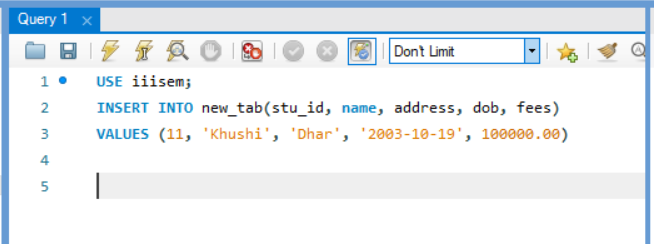 Query 1
Don't Limit
1 USE iiisem;
2 INSERT INTO new_tab(stu_id, name, address, dob, fees)
3 VALUES (11, 'Khushi', 'Dhar', '2003-10-19', 100000.00)
4
5